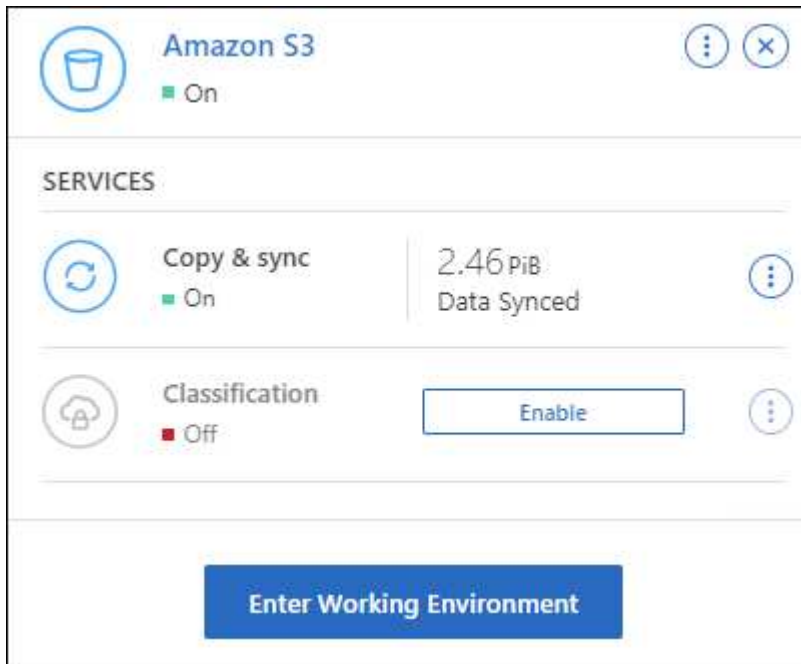 Amazon S3
On
SERVICES
Copy & sync
On
2.46 PiB
Data Synced
Classification
Off
Enable
Enter Working Environment